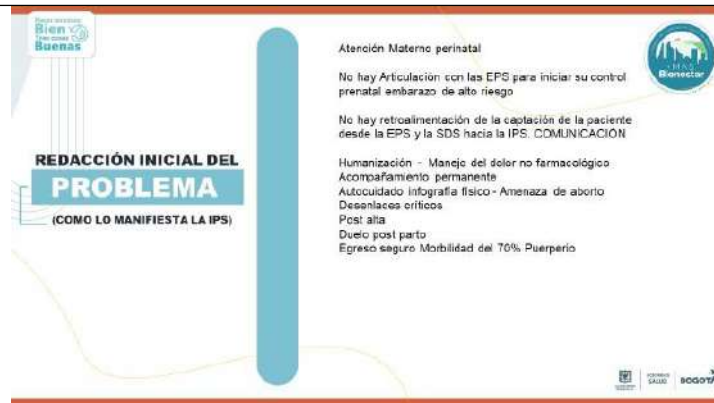 Bien
Buenas
Atención Materno perinatal
No hay Articulación con las EPS para iniciar su control
prenatal embarazo de alto riesgo
No hay retroalimentación de la captación de la paciente
desde la EPS y la SDS hacia la IPS. COMUNICACIÓN
REDACCIÓN INICIAL DEL
PROBLEMA
(COMO LO MANIFIESTA LA IPS)
Humanización - Manejo del dolor no farmacológico
Acompañamiento permanente
Autocuidado infografia físico - Amenaza de aborto
Desenlaces críticos
Post alta
Duelo post parto
Egreso seguro Morbilidad del 70% Puerperio
MAS
Bienestar
SALUD
BOGOTÁ